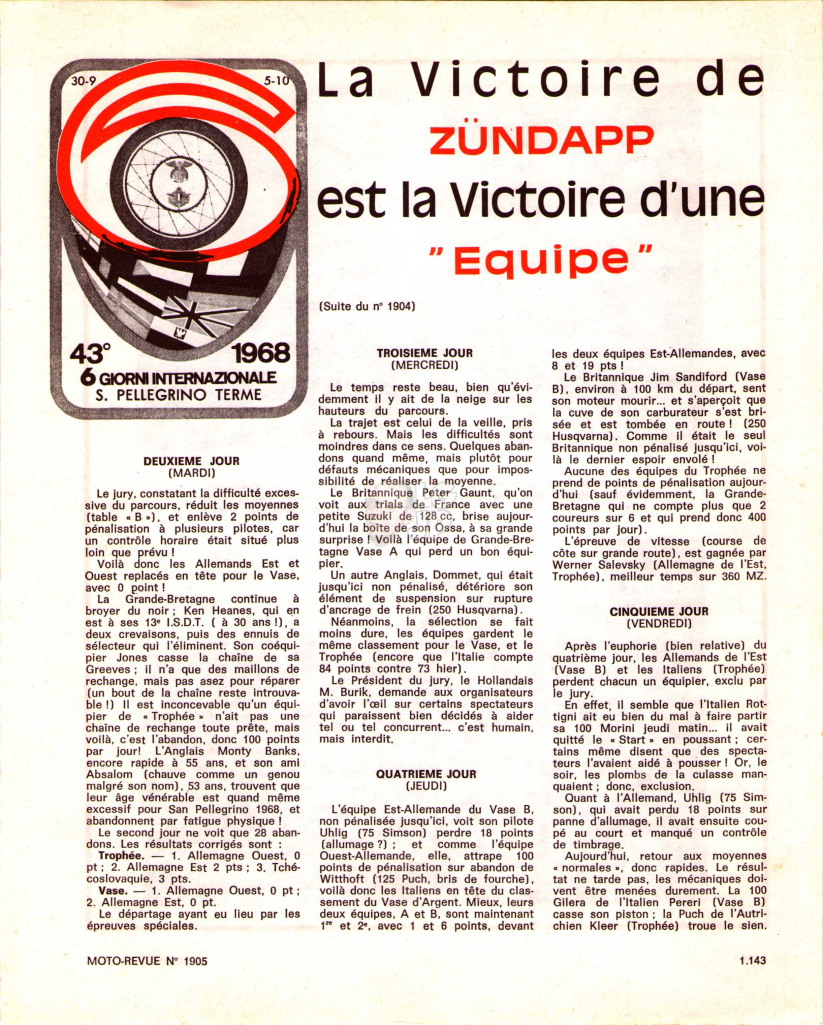 30-9
5-10
43° 1968
6 GIORNI INTERNAZIONALE
S. PELLEGRINO TERME
La Victoire de
ZÜNDAPP
est la Victoire d'une
"Equipe"
(Suite du n° 1904)
DEUXIEME JOUR
(MARDI)
Le jury, constatant la difficulté exces-
sive du parcours, réduit les moyennes
(table « B »), et enlève 2 points de
pénalisation à plusieurs pilotes, car
un contrôle horaire était situé plus
loin que prévu !
Voilà donc les Allemands Est et
Ouest replacés en tête pour le Vase,
avec 0 point !
La Grande-Bretagne continue à
broyer du noir ; Ken Heanes, qui en
est à ses 13e I.S.D.T. ( à 30 ans !), a
deux crevaisons, puis des ennuis de
sélecteur qui l'éliminent. Son coéqui-
pier Jones casse la chaîne de sa
Greeves ; il n'a que des maillons de
rechange, mais pas asez pour réparer
(un bout de la chaîne reste introuva-
ble !) Il est inconcevable qu'un équi-
pier de « Trophée » n'ait pas une
chaîne de rechange toute prête, mais
voilà, c'est l'abandon, donc 100 points
par jour! L'Anglais Monty Banks,
encore rapide à 55 ans, et son ami
Absalom (chauve comme un genou
malgré son nom), 53 ans, trouvent que
leur âge vénérable est quand même
excessif pour San Pellegrino 1968, et
abandonnent par fatigue physique !
Le second jour ne voit que 28 aban-
dons. Les résultats corrigés sont :
Trophée. — 1. Allemagne Ouest, 0
pt ; 2. Allemagne Est 2 pts ; 3, Tché-
coslovaquie, 3 pts.
Vase. — 1. Allemagne Ouest, 0 pt ;
2. Allemagne Est, 0 pt.
Le départage ayant eu lieu par les
épreuves spéciales.
TROISIEME JOUR
(MERCREDI)
Le temps reste beau, bien qu'évi-
demment il y ait de la neige sur les
hauteurs du parcours.
La trajet est celui de la veille, pris
à rebours. Mais les difficultés sont
moindres dans ce sens. Quelques aban-
dons quand même, mais plutôt pour
défauts mécaniques que pour impos-
sibilité de réaliser la moyenne.
Le Britannique Peter Gaunt, qu'on
voit aux trials de France avec une
petite Suzuki de 128 cc, brise aujour-
d'hui la boîte de son Ossa, à sa grande
surprise ! Voilà l'équipe de Grande-Bre-
tagne Vase A qui perd un bon équi-
pier.
Un autre Anglais, Dommet, qui était
jusqu'ici non pénalisé, détériore son
élément de suspension sur rupture
d'ancrage de frein (250 Husqvarna).
Néanmoins, la sélection se fait
moins dure, les équipes gardent le
même classement pour le Vase, et le
Trophée (encore que l'Italie compte
84 points contre 73 hier).
Le Président du jury, le Hollandais
M. Burik, demande aux organisateurs
d'avoir l'œil sur certains spectateurs
qui paraissent bien décidés à aider
tel ou tel concurrent... c'est humain,
mais interdit.
QUATRIEME JOUR
(JEUDI)
L'équipe Est-Allemande du Vase B,
non pénalisée jusqu'ici, voit son pilote
Uhlig (75 Simson) perdre 18 points
(allumage ?) ; et comme l'équipe
Ouest-Allemande, elle, attrape 100
points de pénalisation sur abandon de
Witthoft (125 Puch, bris de fourche),
voilà donc les Italiens en tête du clas-
sement du Vase d'Argent. Mieux, leurs
deux équipes, A et B, sont maintenant
1re et 2e, avec 1 et 6 points, devant
les deux équipes Est-Allemandes, avec
8 et 19 pts !
Le Britannique Jim Sandiford (Vase
B), environ à 100 km du départ, sent
son moteur mourir... et s'aperçoit que
la cuve de son carburateur s'est bri-
sée et est tombée en route ! (250
Husqvarna). Comme il était le seul
Britannique non pénalisé jusqu'ici, voi-
là le dernier espoir envolé !
Aucune des équipes du Trophée ne
prend de points de pénalisation aujour-
d'hui (sauf évidemment, la Grande-
Bretagne qui ne compte plus que 2
coureurs sur 6 et qui prend donc 400
points par jour).
L'épreuve de vitesse (course de
côte sur grande route), est gagnée par
Werner Salevsky (Allemagne de l'Est,
Trophée), meilleur temps sur 360 MZ.
CINQUIEME JOUR
(VENDREDI)
Après l'euphorie (bien relative) du
quatrième jour, les Allemands de l'Est
(Vase B) et les Italiens (Trophée)
perdent chacun un équipier, exclu par
le jury.
En effet, il semble que l'Italien Rot-
tigni ait eu bien du mal à faire partir
sa 100 Morini jeudi matin... il avait
quitté le « Start » en poussant ; cer-
tains même disent que des specta-
teurs l'avaient aidé à pousser ! Or, le
soir, les plombs de la culasse man-
quaient ; donc, exclusion.
Quant à l'Allemand, Uhlig (75 Sim-
son), qui avait perdu 18 points sur
panne d'allumage, il avait ensuite cou-
pé au court et manqué un contrôle
de timbrage.
Aujourd'hui, retour aux moyennes
« normales », donc rapides. Le résul-
tat ne tarde pas, les mécaniques doi-
vent être menées durement. La 100
Gilera de l'Italien Pereri (Vase B)
casse son piston ; la Puch de l'Autri-
chien Kleer (Trophée) troue le sien.
MOTO-REVUE N° 1905
1.143